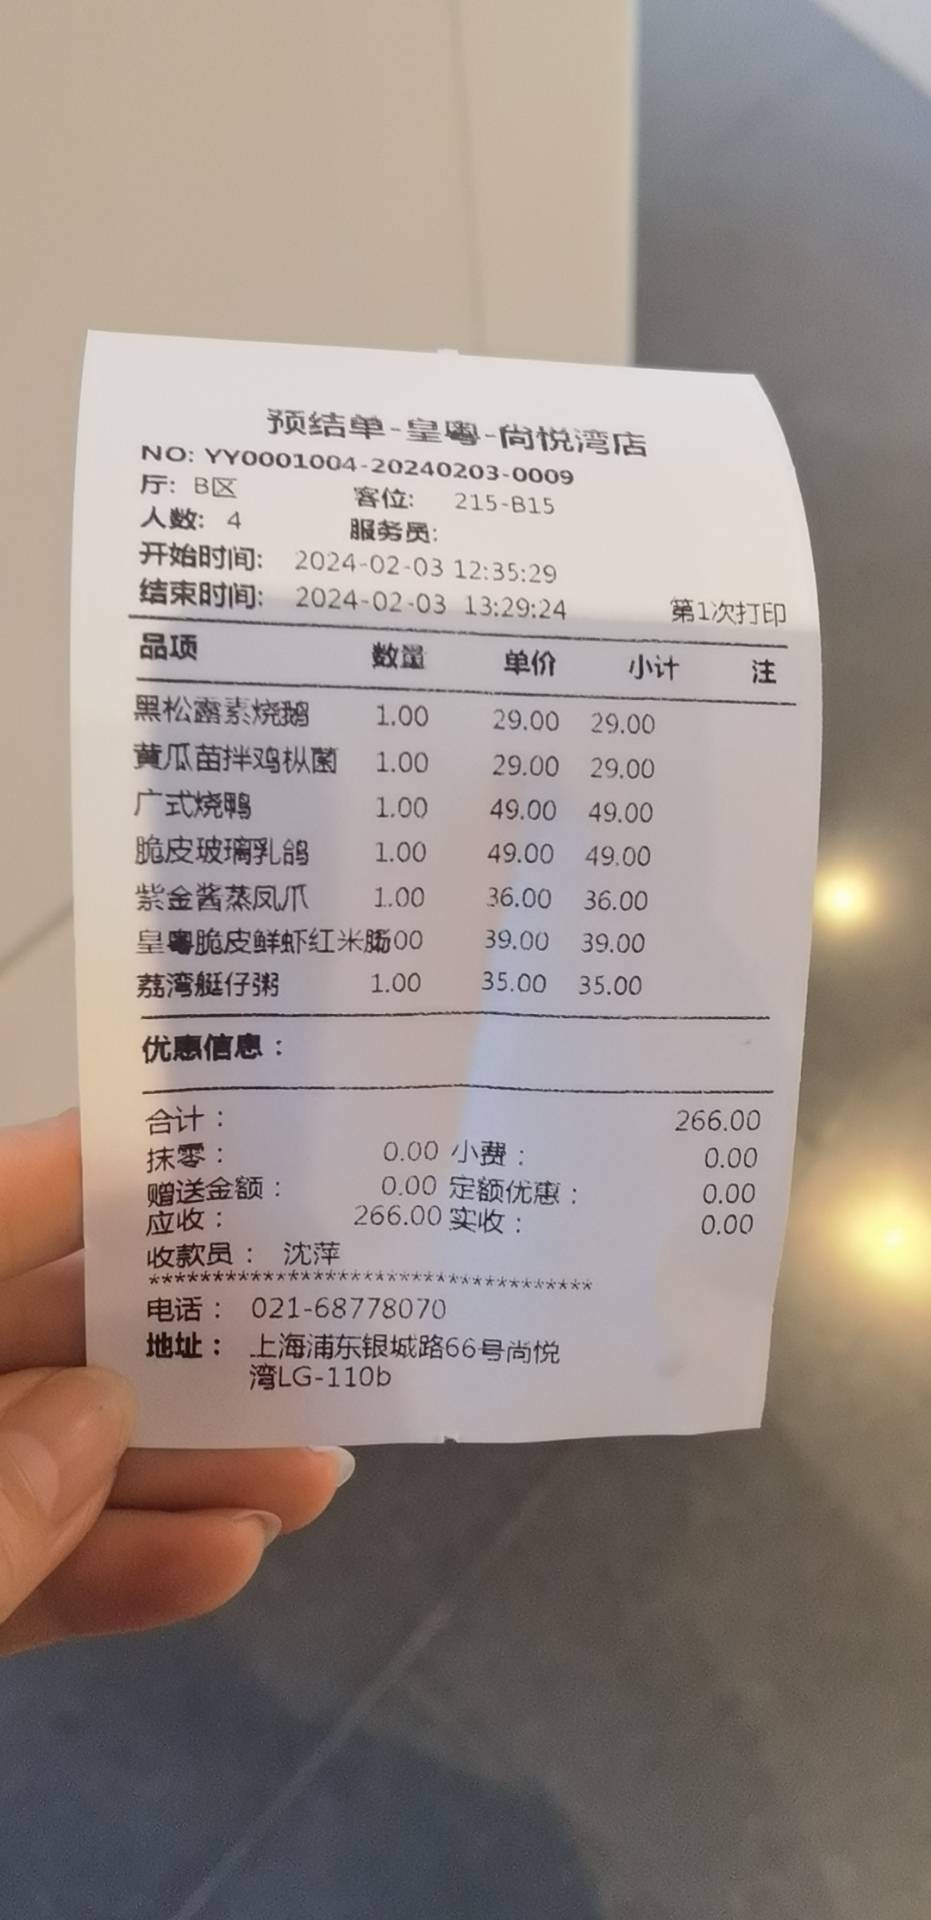 预结单-皇粤-尚悦湾店
NO: YY0001004-20240203-0009
厅: B区 客位: 215-B15
人数: 4 服务员:
开始时间: 2024-02-03 12:35:29
结束时间: 2024-02-03 13:29:24 第1次打印
品项 数量 单价 小计 注
黑松露素烧鹅 1.00 29.00 29.00
黄瓜苗拌鸡枞菌 1.00 29.00 29.00
广式烧鸭 1.00 49.00 49.00
脆皮玻璃乳鸽 1.00 49.00 49.00
紫金酱蒸凤爪 1.00 36.00 36.00
皇粤脆皮鲜虾红米肠 .00 39.00 39.00
荔湾艇仔粥 1.00 35.00 35.00
优惠信息：
合计： 266.00
抹零： 0.00 小费： 0.00
赠送金额： 0.00 定额优惠： 0.00
应收： 266.00 实收： 0.00
收款员： 沈萍
***********************************
电话： 021-68778070
地址： 上海浦东银城路66号尚悦
湾LG-110b